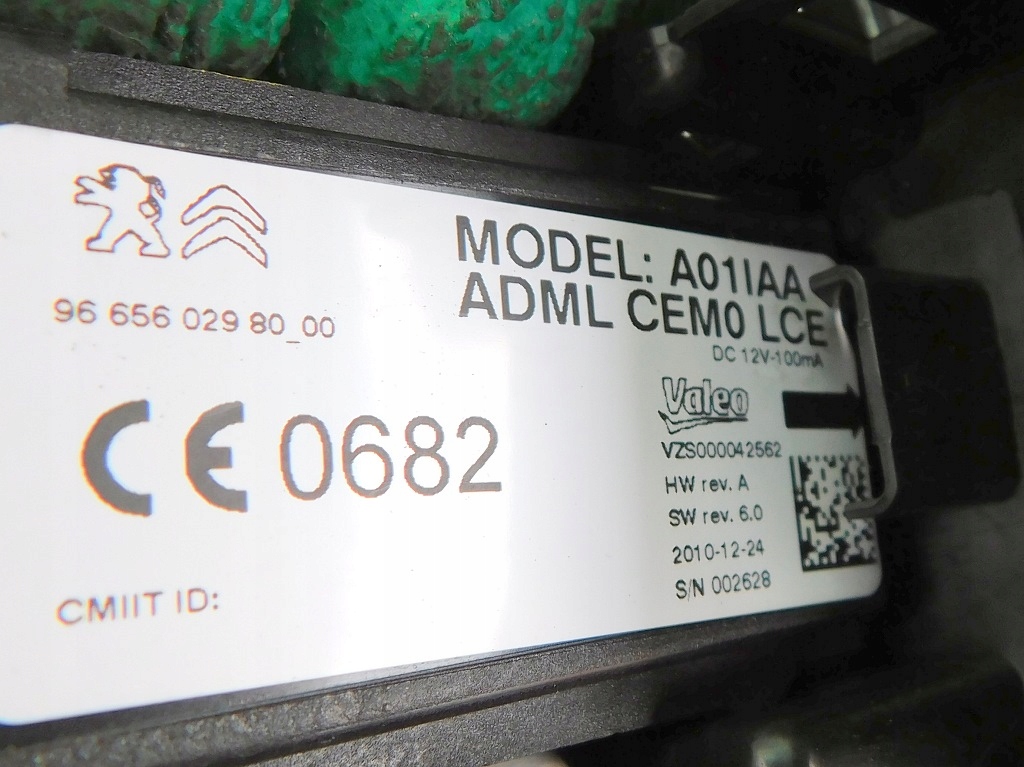 96 656 029 80_00
MODEL: A01IAA
ADML CEM0 LCE
DC 12V-100mA
CE 0682
Valeo
VZS000042562
HW rev. A
SW rev. 6.0
2010-12-24
S/N 002628
CMIIT ID: